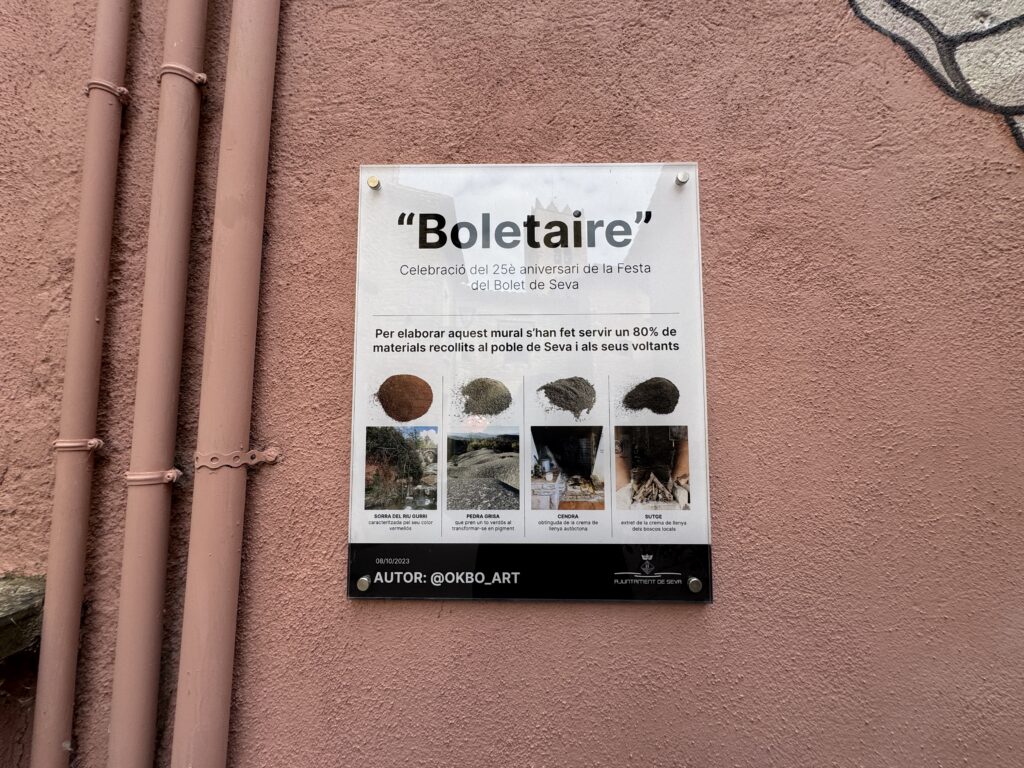 “Boletaire”
Celebració del 25è aniversari de la Festa
del Bolet de Seva
Per elaborar aquest mural s’han fet servir un 80% de
materials recollits al poble de Seva i als seus voltants
SORRA DEL RIU GURRI
caracteritzada pel seu color
vermellós
PEDRA GRISA
que pren un to verdós al
transformar-se en pigment
CENDRA
obtinguda de la crema de
llenya autòctona
SUTGE
extret de la crema de llenya
dels boscos locals
08/10/2023
AUTOR: @OKBO_ART
AJUNTAMENT DE SEVA